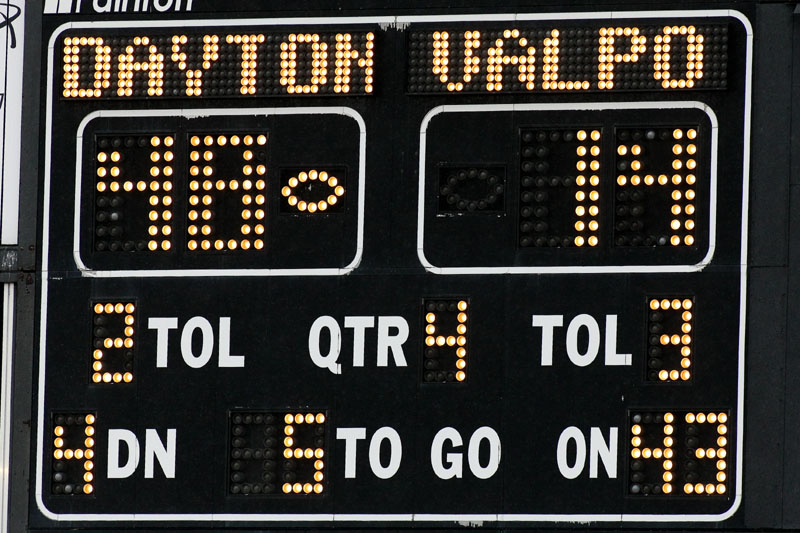 DAYTON VALPO
48 14
2 TOL QTR 4 TOL 3
4 DN 5 TO GO ON 43